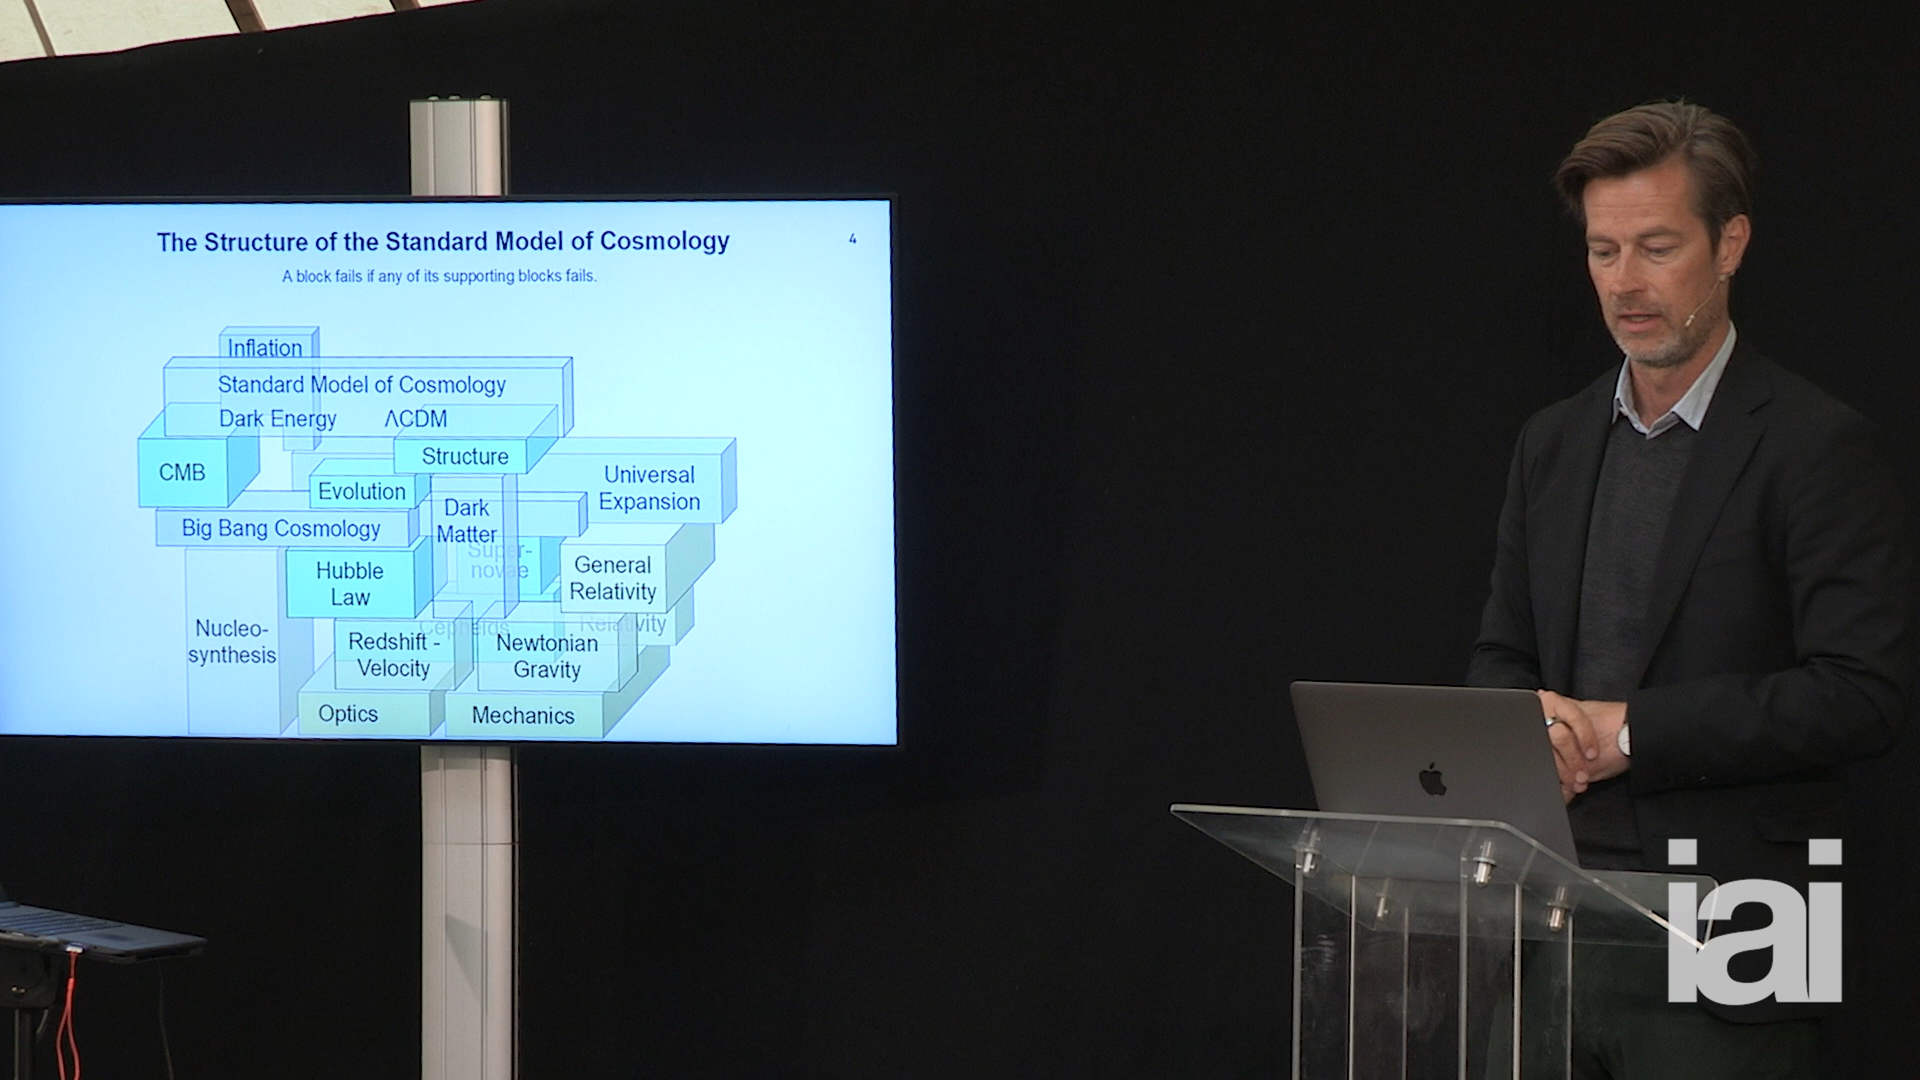 The Structure of the Standard Model of Cosmology
4
A block fails if any of its supporting blocks fails.
Inflation
Standard Model of Cosmology
Dark Energy ΛCDM
Structure
CMB
Universal
Expansion
Evolution
Dark
Matter
Big Bang Cosmology
Super-
novae
General
Relativity
Hubble
Law
Cepheids
Relativity
Nucleo-
synthesis
Redshift -
Velocity
Newtonian
Gravity
Optics
Mechanics
iai